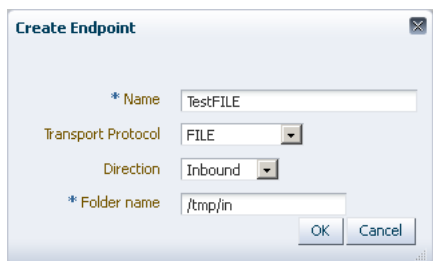 Create Endpoint
* Name TestFILE
Transport Protocol FILE
Direction Inbound
* Folder name /tmp/in
OK Cancel